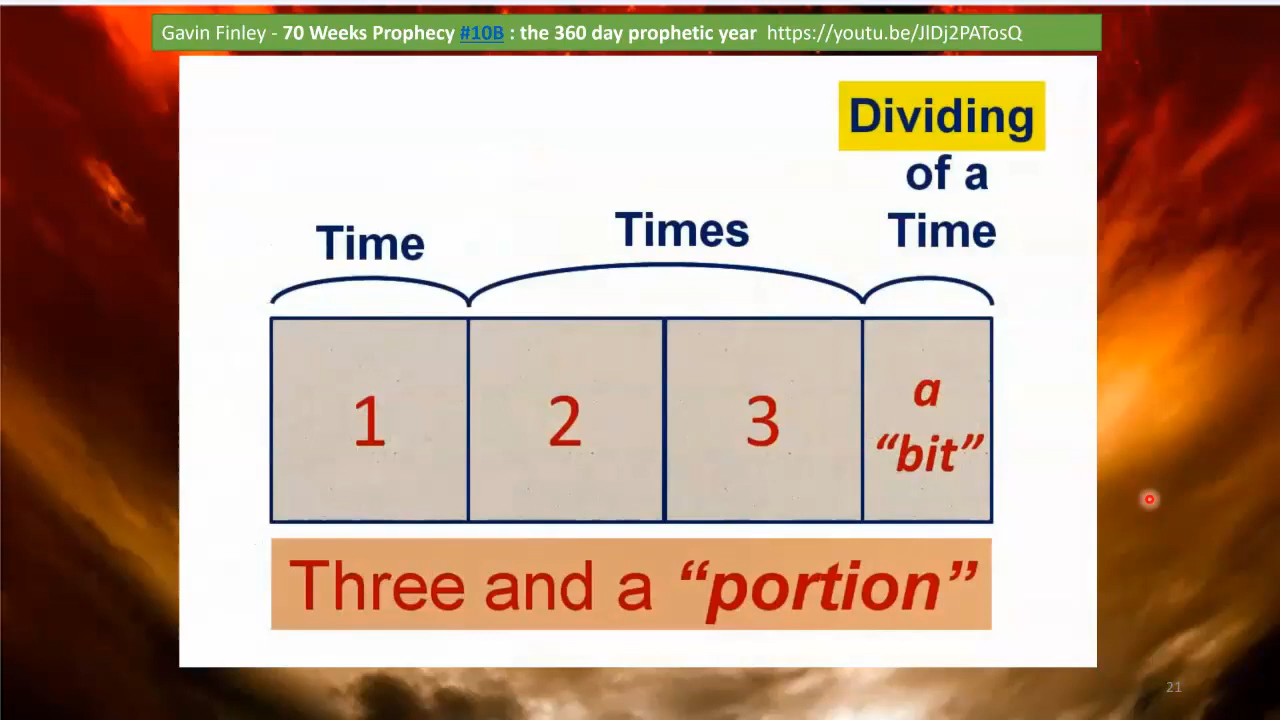 Gavin Finley - 70 Weeks Prophecy #10B : the 360 day prophetic year https://youtu.be/JlDj2PATosQ
Dividing
of a
Time
Time
Times
1
2
3
a
“bit”
Three and a “portion”
21